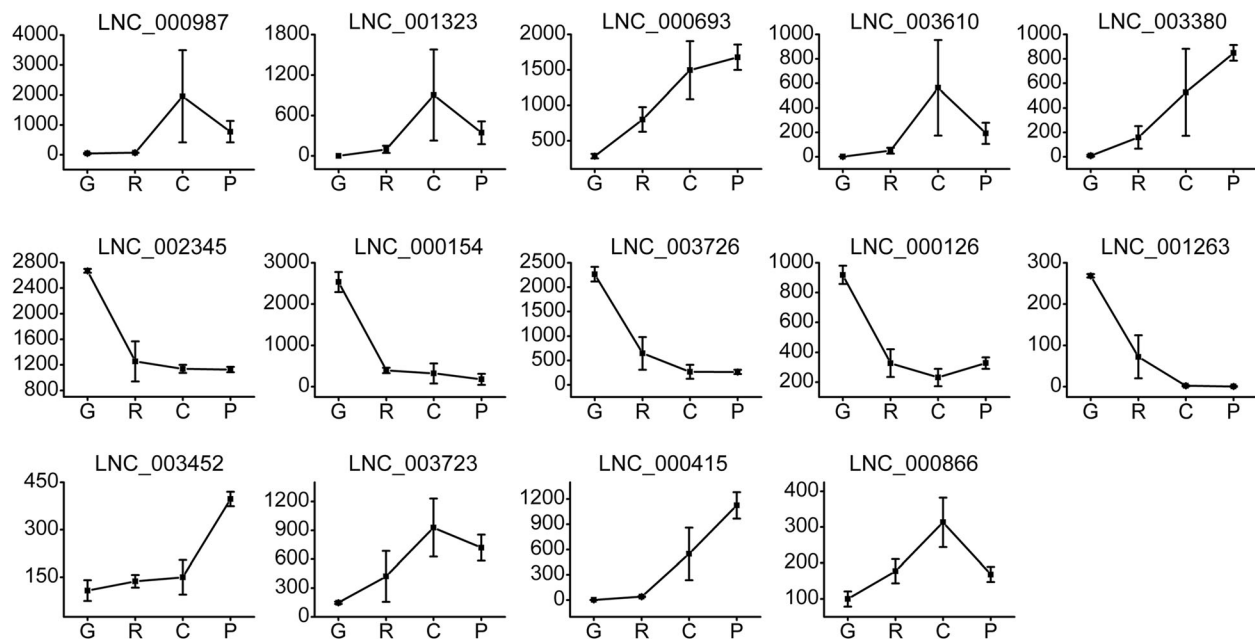 LNC_000987 LNC_001323 LNC_000693 LNC_003610 LNC_003380
4000 1800 2000 1000 1000
3000 1200 1500 800 800
2000 600 1000 600 600
1000 0 500 400 400
0 200 200
0 0
G R C P G R C P G R C P G R C P G R C P
LNC_002345 LNC_000154 LNC_003726 LNC_000126 LNC_001263
2800 3000 2500 1000 300
2400 2000 2000 800 200
2000 1000 1500 600 100
1600 0 1000 400 0
1200 500 200
800 0
G R C P G R C P G R C P G R C P G R C P
LNC_003452 LNC_003723 LNC_000415 LNC_000866
450 1200 1200 400
300 900 900 300
150 600 600 200
300 300 100
0 0
G R C P G R C P G R C P G R C P